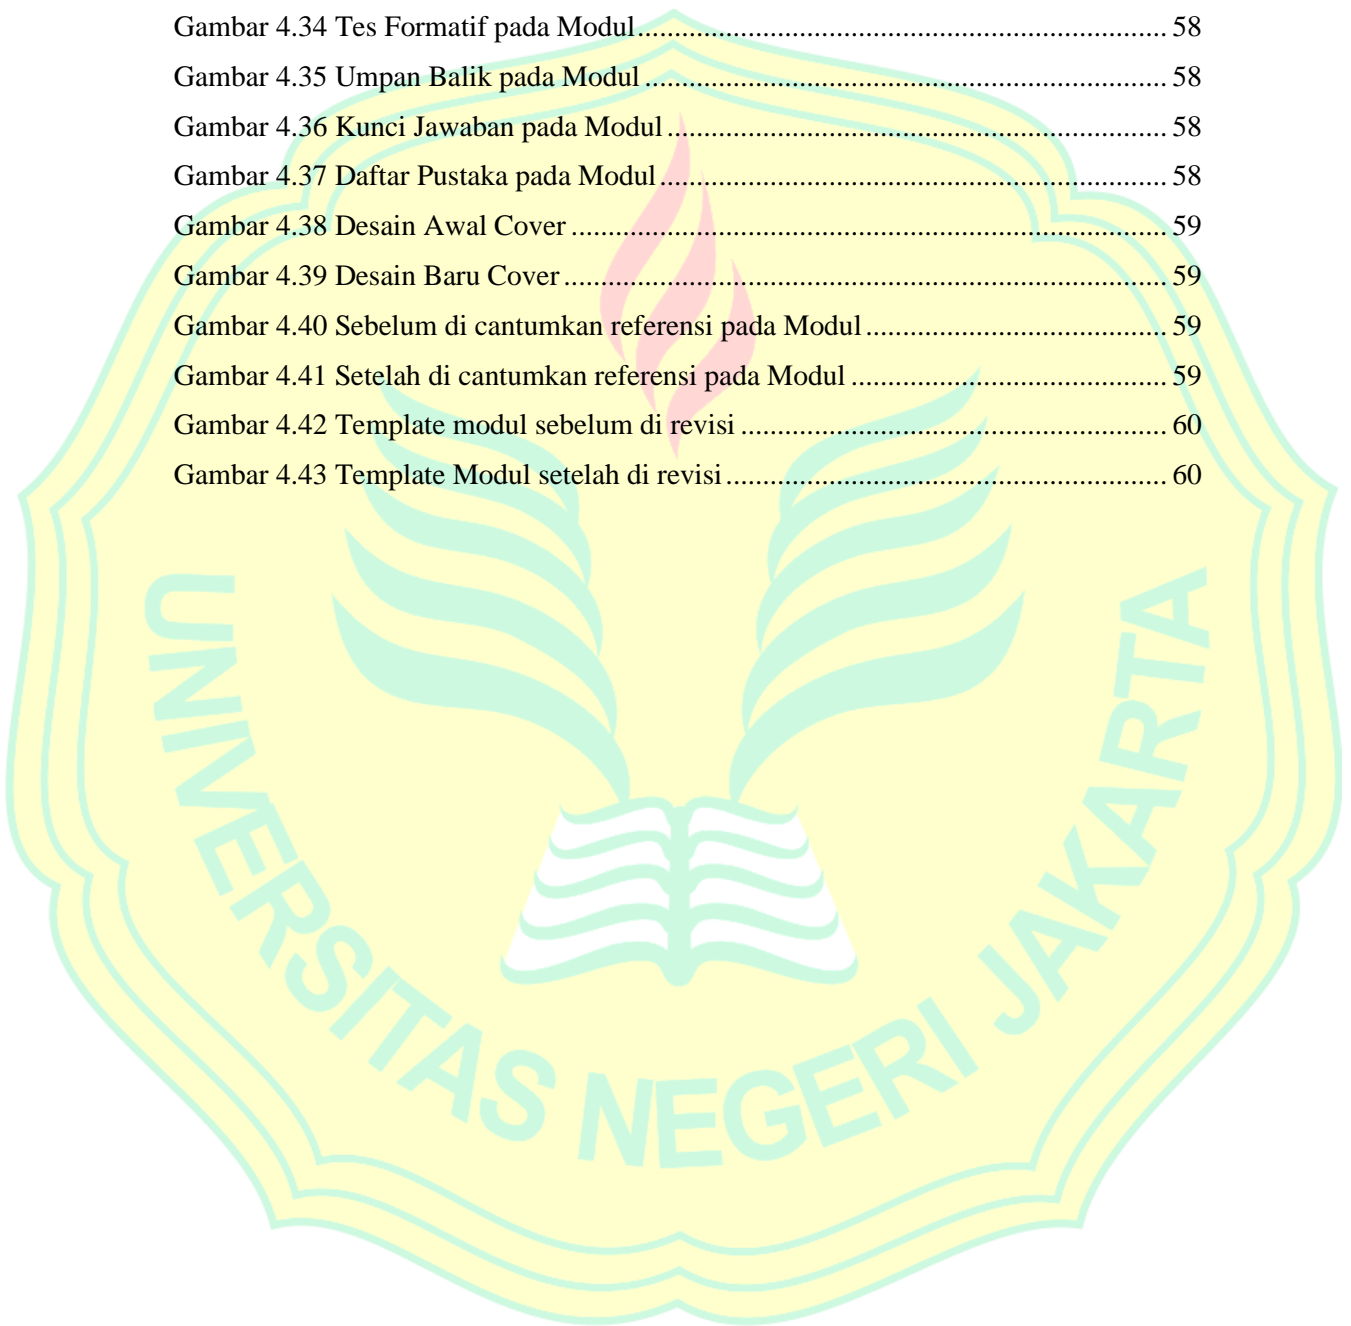 Gambar 4.34 Tes Formatif pada Modul........................................................................ 58
Gambar 4.35 Umpan Balik pada Modul ....................................................................... 58
Gambar 4.36 Kunci Jawaban pada Modul .................................................................... 58
Gambar 4.37 Daftar Pustaka pada Modul..................................................................... 58
Gambar 4.38 Desain Awal Cover ................................................................................. 59
Gambar 4.39 Desain Baru Cover .................................................................................. 59
Gambar 4.40 Sebelum di cantumkan referensi pada Modul ......................................... 59
Gambar 4.41 Setelah di cantumkan referensi pada Modul ........................................... 59
Gambar 4.42 Template modul sebelum di revisi .......................................................... 60
Gambar 4.43 Template Modul setelah di revisi ............................................................ 60
UNIVERSITAS NEGERI JAKARTA